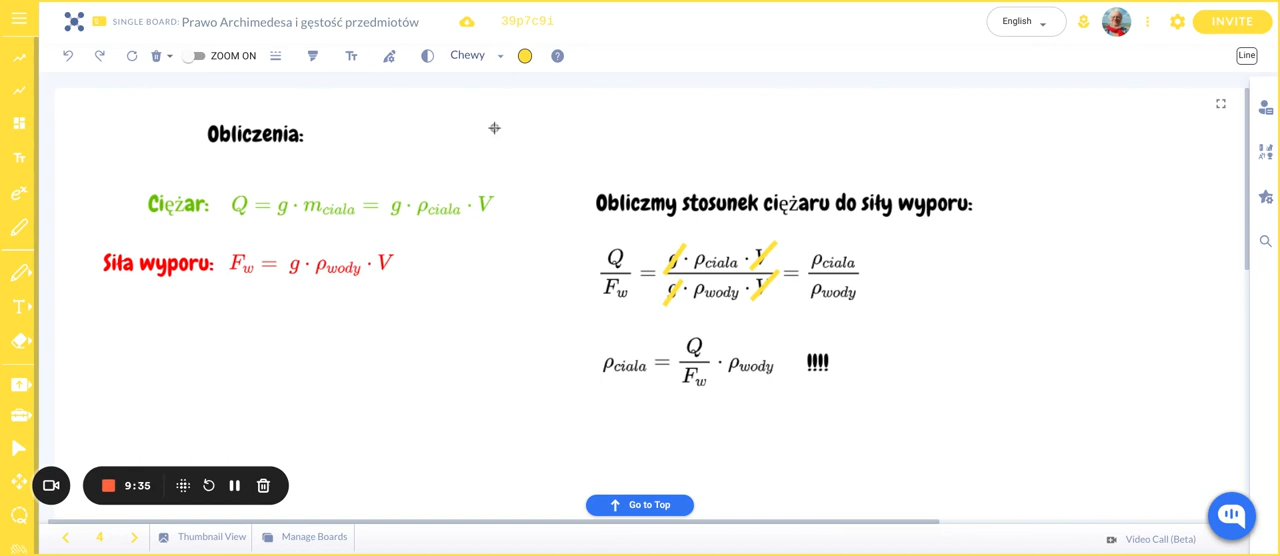 SINGLE BOARD: Prawo Archimedesa i gęstość przedmiotów
39p7c9i
English
INVITE
ZOOM ON
Tт
Chewy
?
Line
Obliczenia:
Ciężar: Q = g · m_ciala = g · ρ_ciala · V
Siła wyporu: F_w = g · ρ_wody · V
Obliczmy stosunek ciężaru do siły wyporu:
Q/F_w = (g · ρ_ciala · V)/(g · ρ_wody · V) = ρ_ciala/ρ_wody
ρ_ciala = Q/F_w · ρ_wody !!!!
9:35
Go to Top
4
Thumbnail View
Manage Boards
Video Call (Beta)